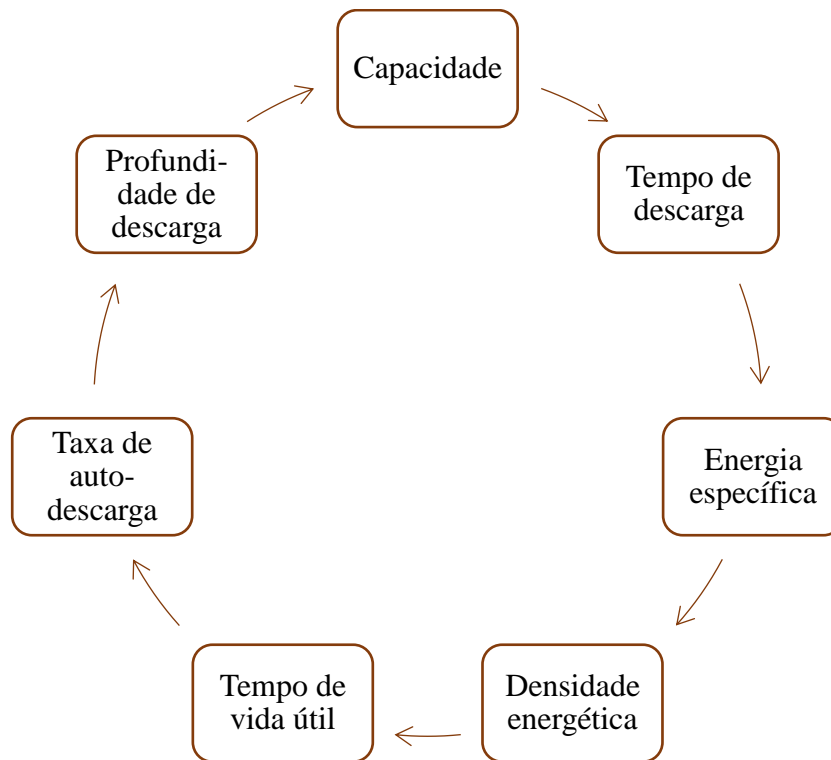 Capacidade
Tempo de
descarga
Energia
específica
Densidade
energética
Tempo de
vida útil
Taxa de
auto-
descarga
Profundi-
dade de
descarga